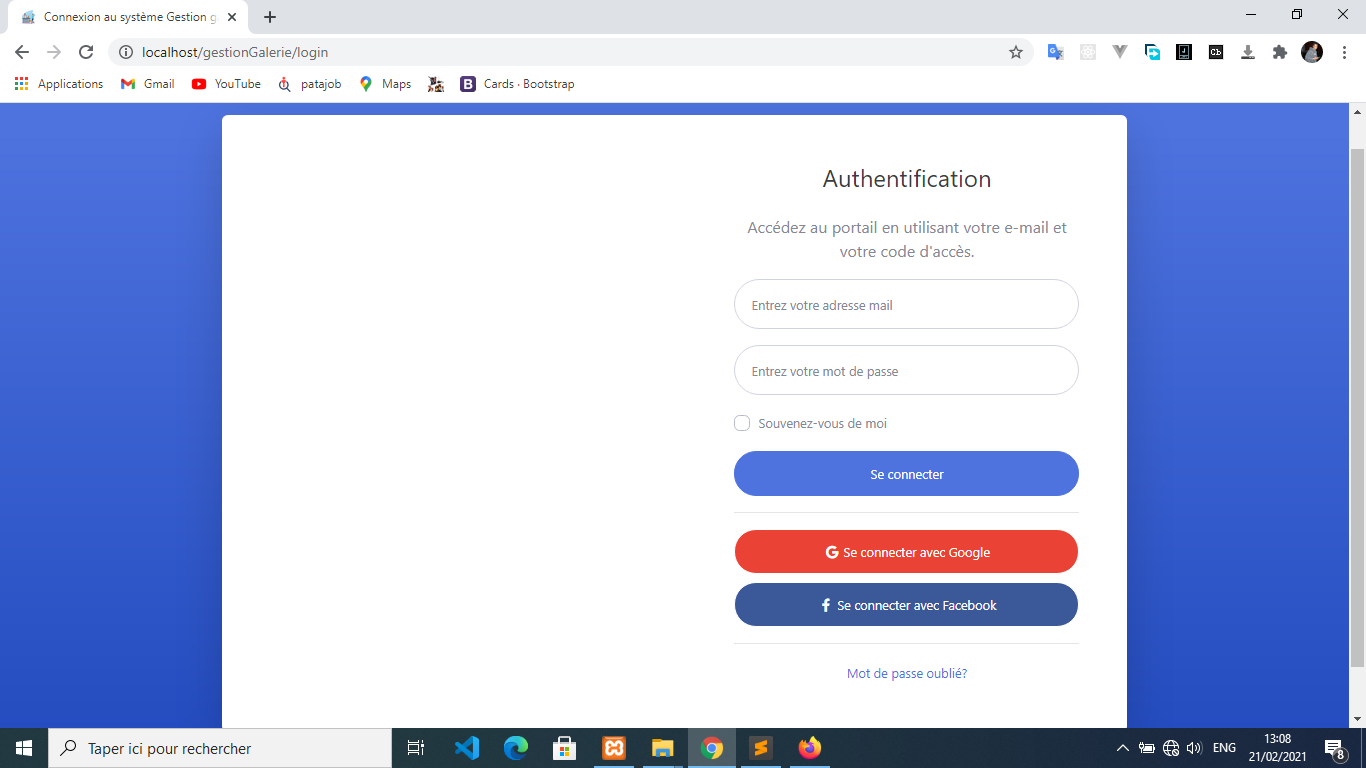 Connexion au système Gestion g
localhost/gestionGalerie/login
Applications
Gmail
YouTube
patajob
Maps
B
Cards · Bootstrap
Authentification
Accédez au portail en utilisant votre e-mail et
votre code d'accès.
Entrez votre adresse mail
Entrez votre mot de passe
Souvenez-vous de moi
Se connecter
Se connecter avec Google
Se connecter avec Facebook
Mot de passe oublié?
Taper ici pour rechercher
ENG
13:08
21/02/2021
8